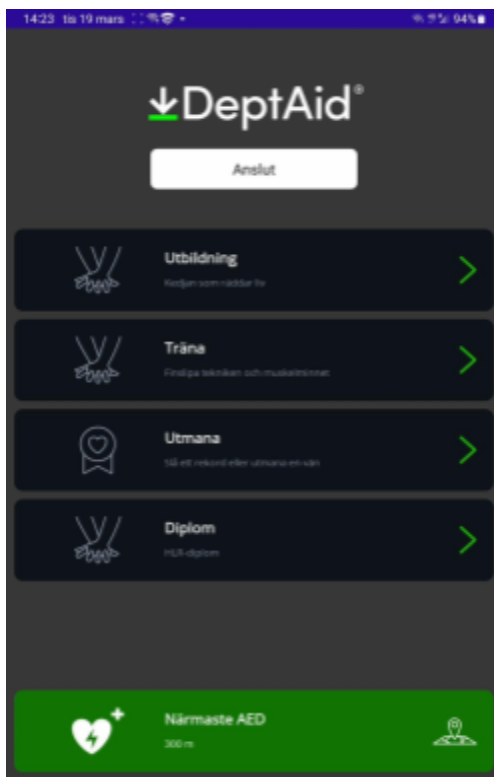 14:23 tis 19 mars
94%
DeptAid®
Anslut
Utbildning
Kedjan som räddar liv
Träna
Finslipa tekniken och muskelminnet
Utmana
Slå ett rekord eller utmana en vän
Diplom
HLR-diplom
Närmaste AED
300 m